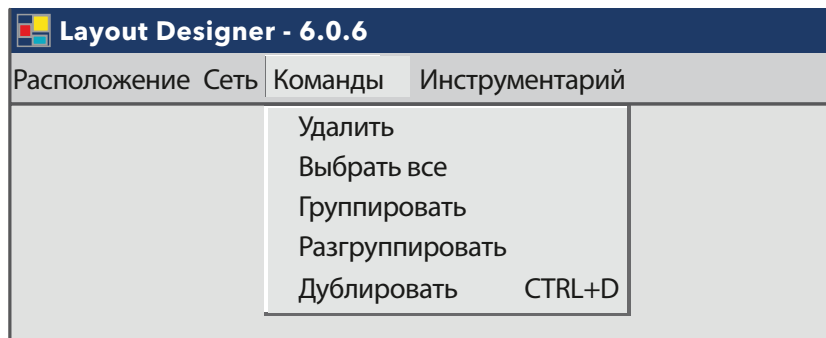 Layout Designer - 6.0.6
Расположение Сеть Команды Инструментарий
Удалить
Выбрать все
Группировать
Разгруппировать
Дублировать CTRL+D